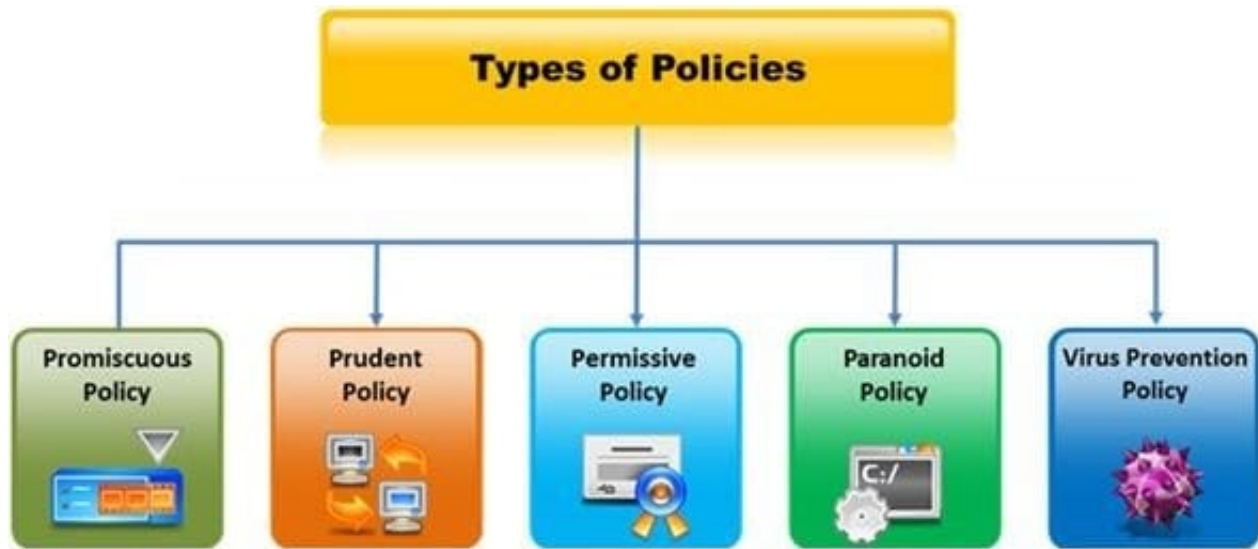 Types of Policies
Promiscuous
Policy
Prudent
Policy
Permissive
Policy
Paranoid
Policy
C:/
Virus Prevention
Policy